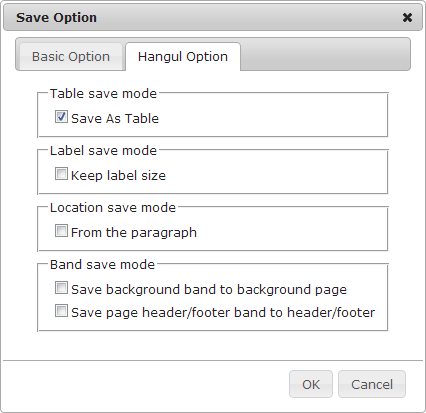 Save Option
Basic Option Hangul Option
Table save mode
Save As Table
Label save mode
Keep label size
Location save mode
From the paragraph
Band save mode
Save background band to background page
Save page header/footer band to header/footer
OK Cancel